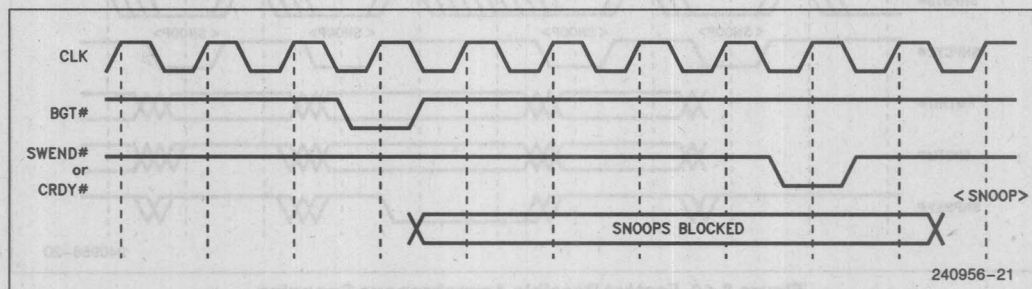 CLK
BGT#
SWEND#
or
CRDY#
<SNOOP>
SNOOPS BLOCKED
240956-21